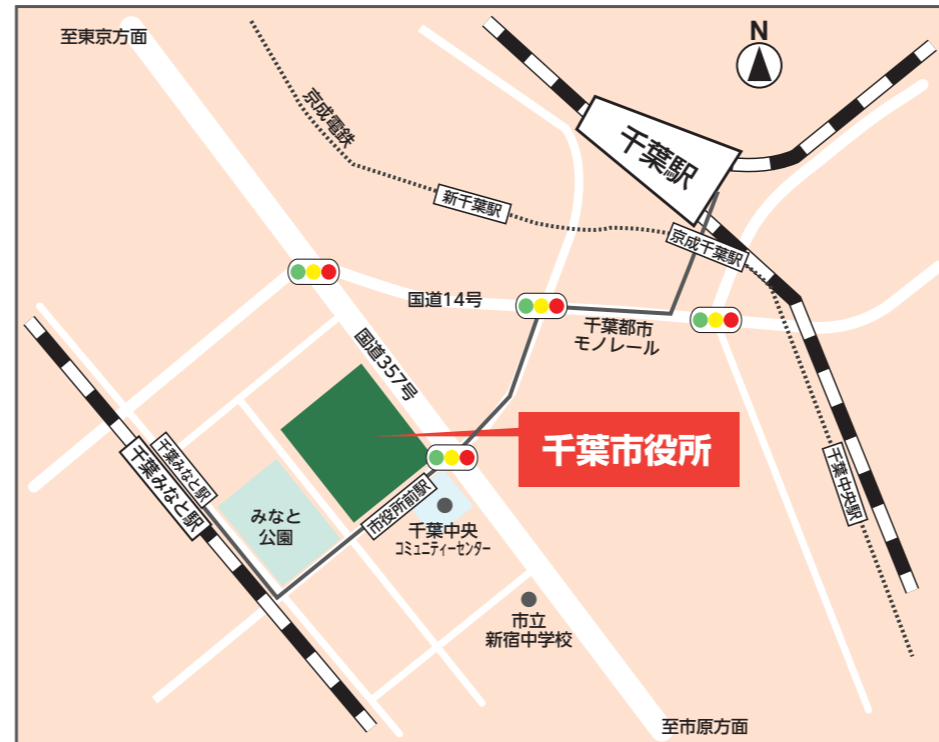 至東京方面
N
京成電鉄
千葉駅
新千葉駅
京成千葉駅
国道14号
千葉都市
モノレール
国道357号
千葉市役所
千葉みなと駅
千葉みなと駅
市役所前駅
千葉中央駅
みなと
公園
千葉中央
コミュニティーセンター
市立
新宿中学校
至市原方面